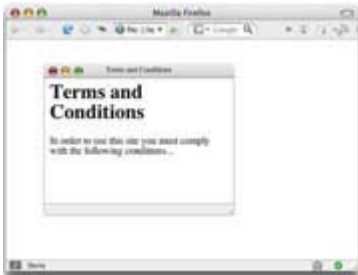 Mozilla Firefox
Terms and Conditions
Terms and
Conditions
In order to use this site you must comply
with the following conditions...
Done